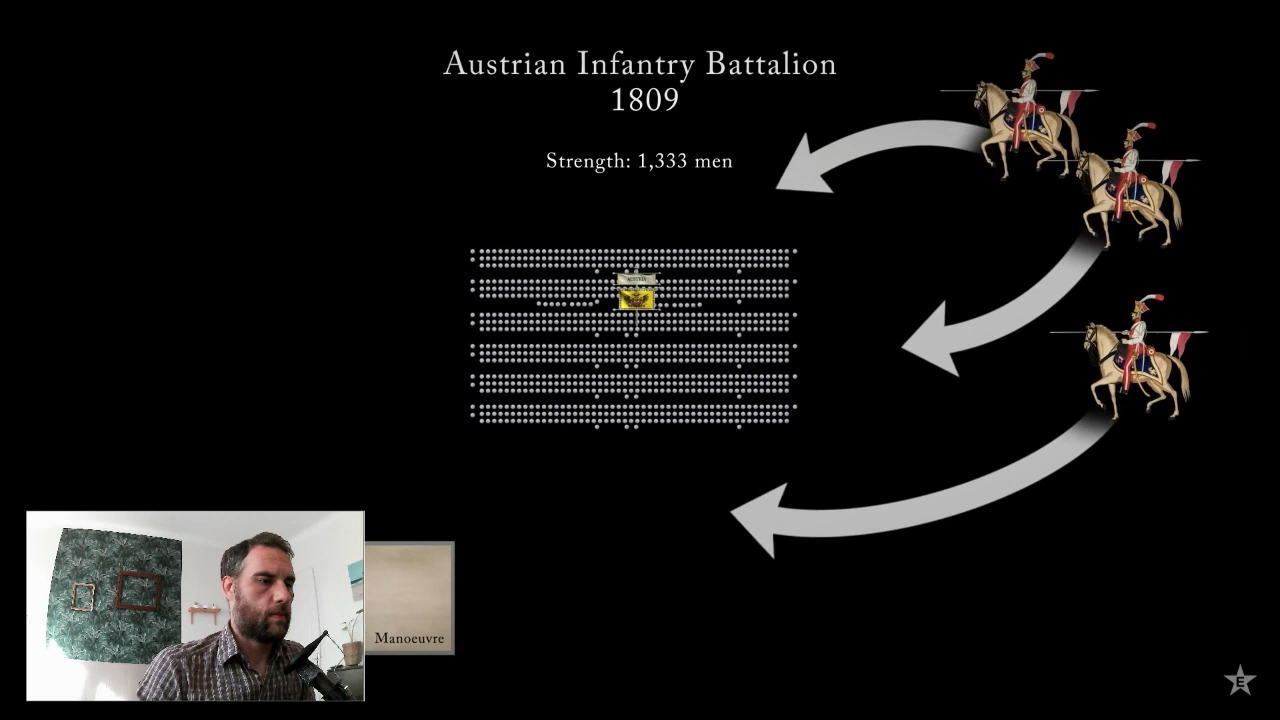 Austrian Infantry Battalion
1809
Strength: 1,333 men
Manoeuvre
E